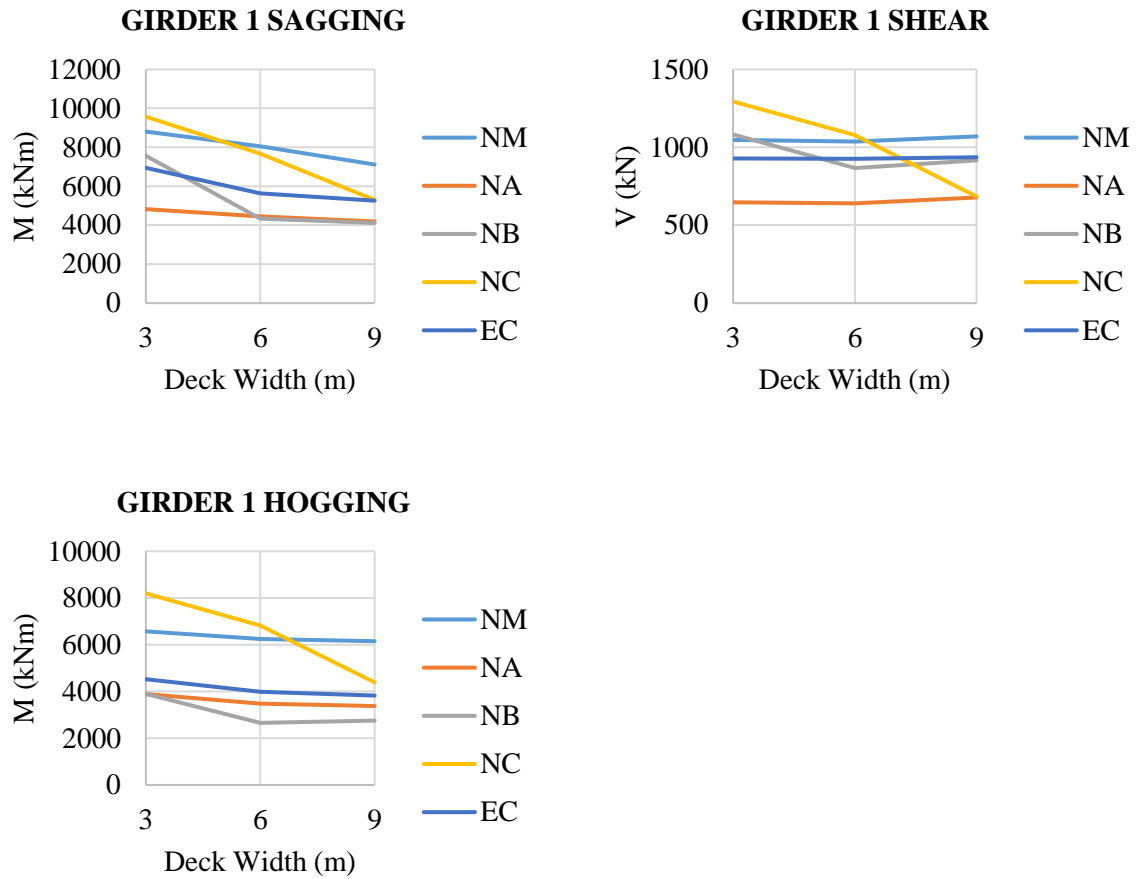 GIRDER 1 SAGGING
12000
10000
8000
6000
4000
2000
0
M (kNm)
3 6 9
Deck Width (m)
NM
NA
NB
NC
EC
GIRDER 1 SHEAR
1500
1000
500
0
V (kN)
3 6 9
Deck Width (m)
NM
NA
NB
NC
EC
GIRDER 1 HOGGING
10000
8000
6000
4000
2000
0
M (kNm)
3 6 9
Deck Width (m)
NM
NA
NB
NC
EC